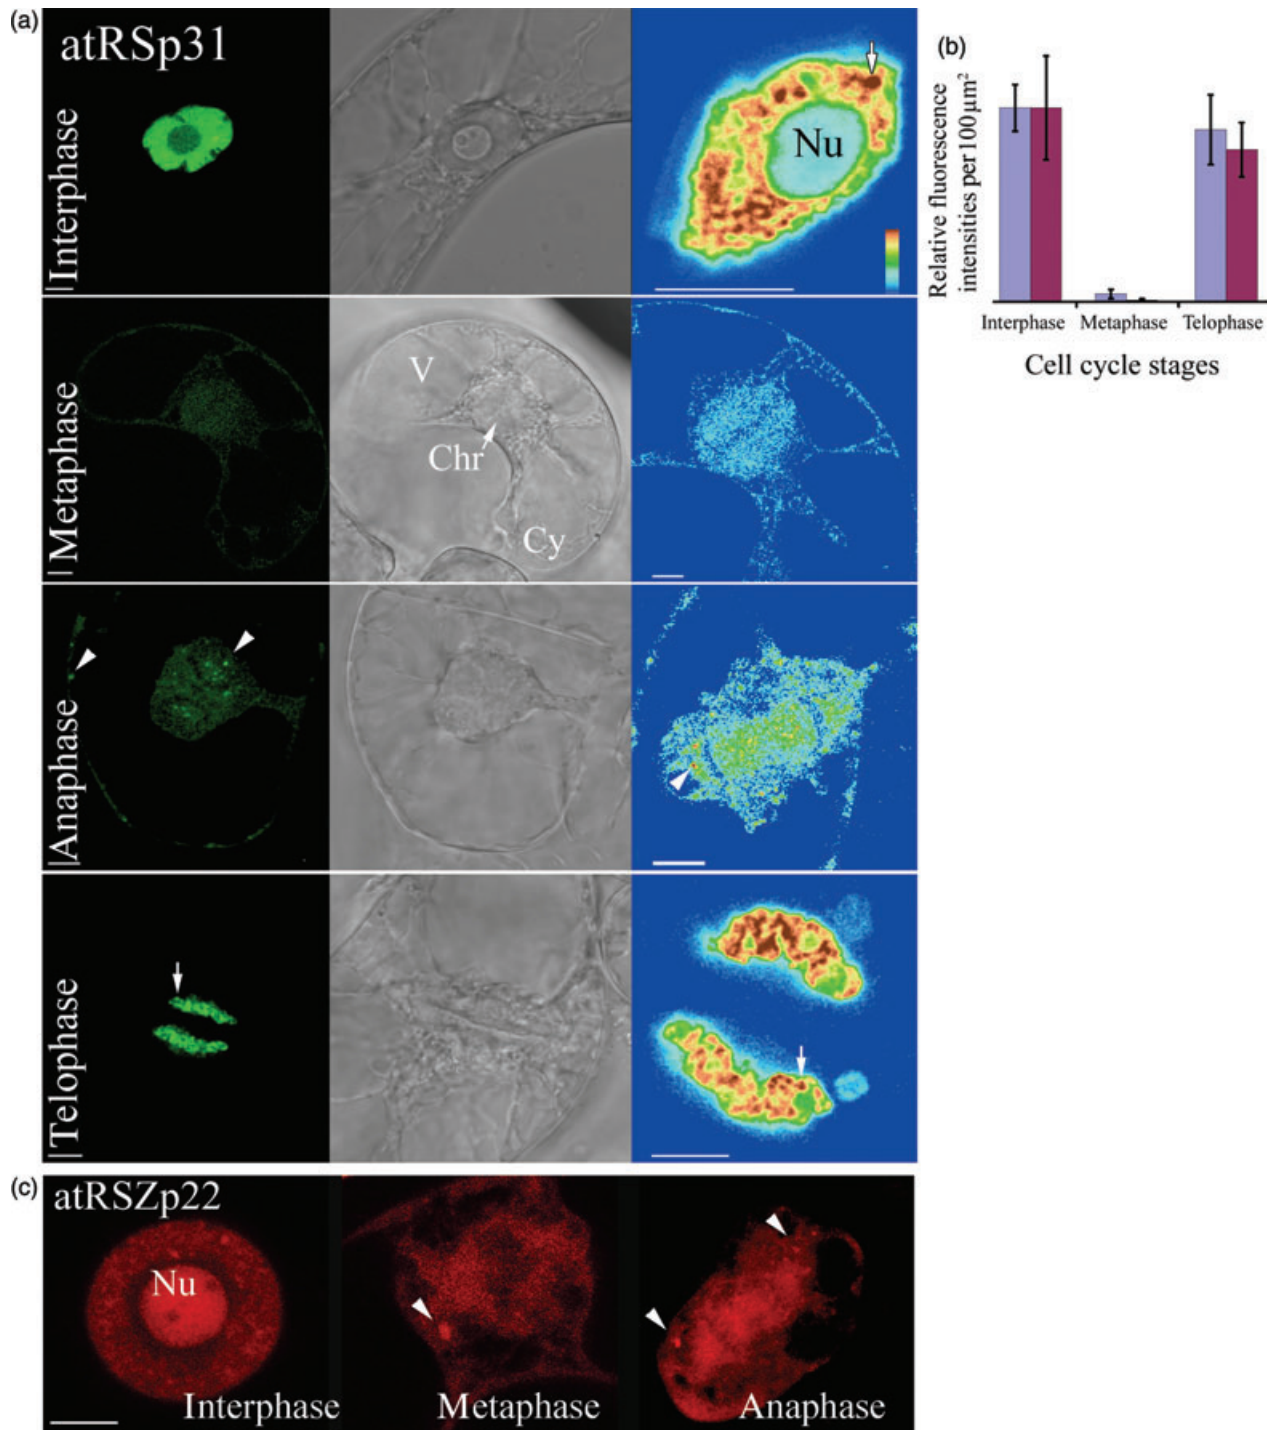 (a)
atRSp31
Interphase
Nu
Metaphase
V
Chr
Cy
Anaphase
Telophase
(b)
Relative fluorescence
intensities per 100 µm²
Interphase Metaphase Telophase
Cell cycle stages
(c)
atRSZp22
Nu
Interphase
Metaphase
Anaphase